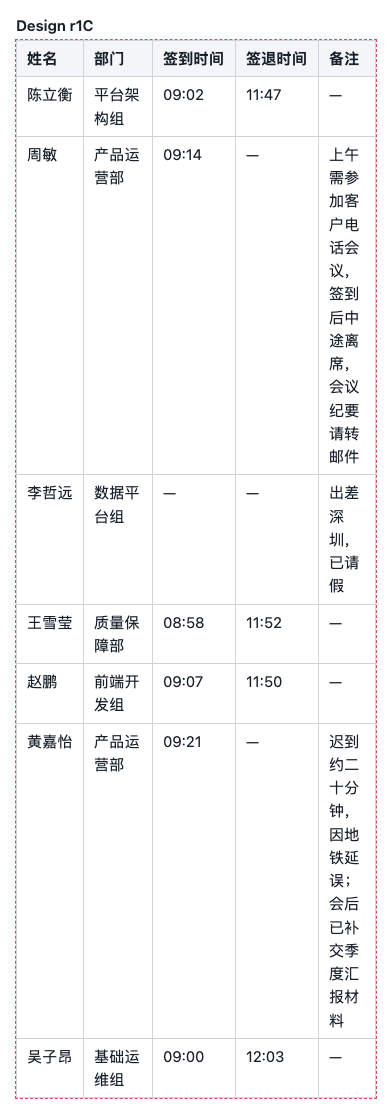 Design r1C
姓名 部门 签到时间 签退时间 备注
陈立衡 平台架 09:02 11:47 —
构组
周敏 产品运 09:14 — 上午
营部 需参
加客
户电
话会
议，
签到
后中
途离
席，
会议
纪要
请转
邮件
李哲远 数据平 — — 出差
台组 深
圳，
已请
假
王雪莹 质量保 08:58 11:52 —
障部
赵鹏 前端开 09:07 11:50 —
发组
黄嘉怡 产品运 09:21 — 迟到
营部 约二
十分
钟，
因地
铁延
误；
会后
已补
交季
度汇
报材
料
吴子昂 基础运 09:00 12:03 —
维组